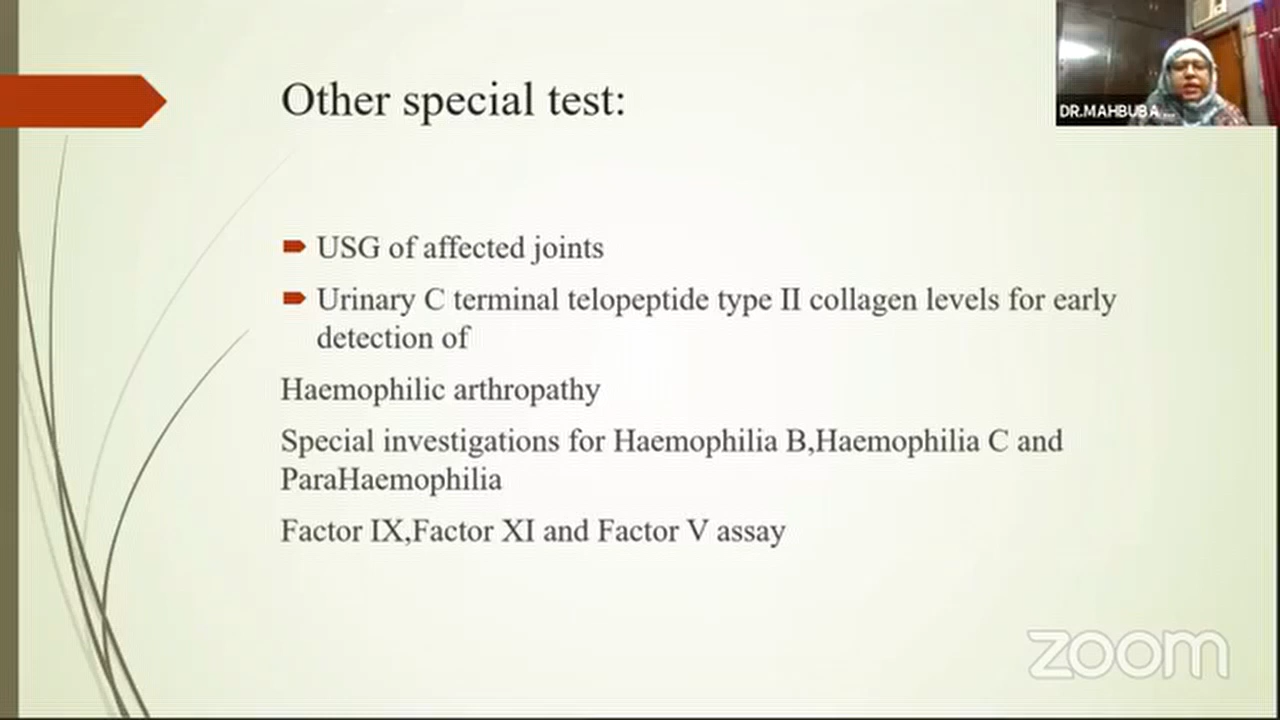 Other special test:
DR.MAHBUBA ...
USG of affected joints
Urinary C terminal telopeptide type II collagen levels for early
detection of
Haemophilic arthropathy
Special investigations for Haemophilia B,Haemophilia C and
ParaHaemophilia
Factor IX,Factor XI and Factor V assay
zoom